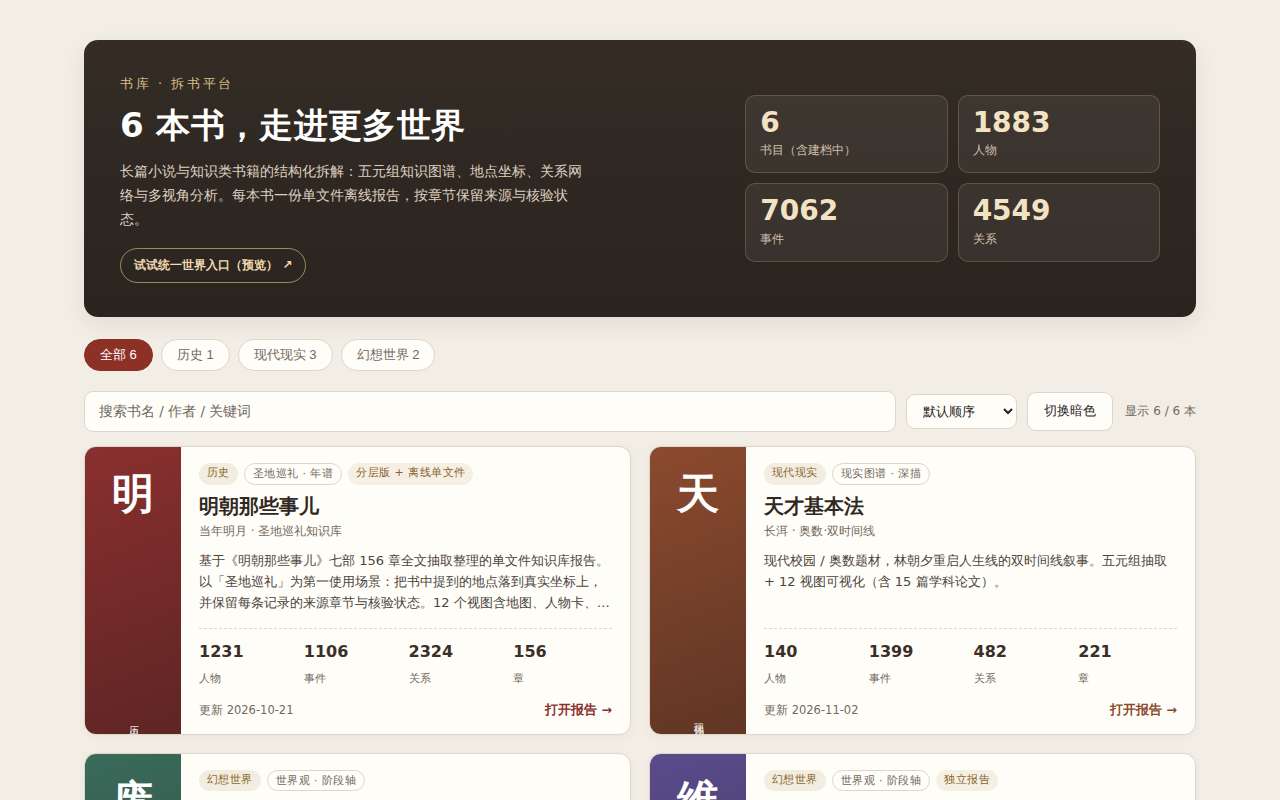 书库 · 拆书平台
6 本书，走进更多世界
长篇小说与知识类书籍的结构化拆解：五元组知识图谱、地点坐标、关系网
络与多视角分析。每本书一份单文件离线报告，按章节保留来源与核验状
态。
试试统一世界入口（预览） ↗
6
书目（含建档中）
1883
人物
7062
事件
4549
关系
全部 6
历史 1
现代现实 3
幻想世界 2
搜索书名 / 作者 / 关键词
默认顺序
切换暗色
显示 6 / 6 本
明
历史
圣地巡礼 · 年谱
分层版 + 离线单文件
明朝那些事儿
当年明月 · 圣地巡礼知识库
基于《明朝那些事儿》七部 156 章全文抽取整理的单文件知识库报告。
以「圣地巡礼」为第一使用场景：把书中提到的地点落到真实坐标上，
并保留每条记录的来源章节与核验状态。12 个视图含地图、人物卡、…
1231
人物
1106
事件
2324
关系
156
章
更新 2026-10-21
打开报告 →
天
现代现实
现实图谱 · 深描
天才基本法
长洱 · 奥数·双时间线
现代校园 / 奥数题材，林朝夕重启人生线的双时间线叙事。五元组抽取
+ 12 视图可视化（含 15 篇学科论文）。
140
人物
1399
事件
482
关系
221
章
更新 2026-11-02
打开报告 →
幻想世界
世界观 · 阶段轴
维
幻想世界
世界观 · 阶段轴
独立报告